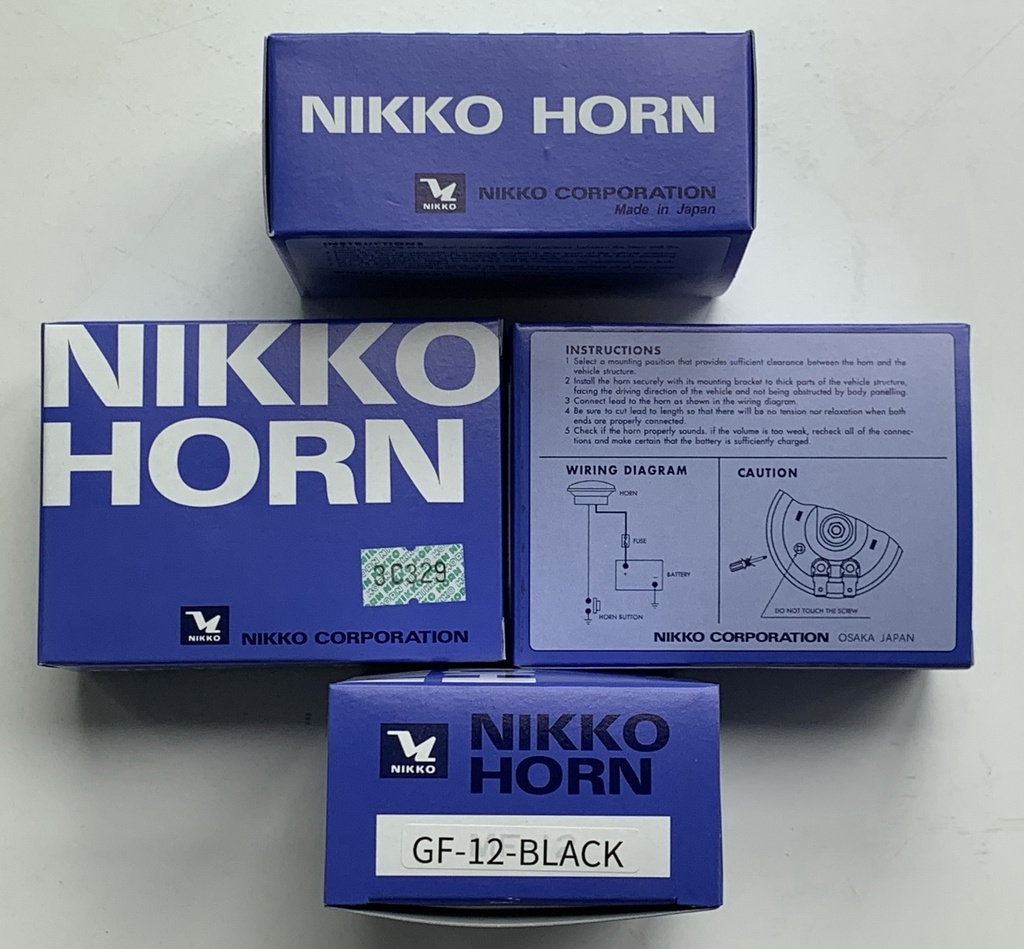 NIKKO HORN
NIKKO
NIKKO CORPORATION
Made in Japan
INSTRUCTIONS
NIKKO
HORN
3C329
NIKKO
NIKKO CORPORATION
INSTRUCTIONS
1 Select a mounting position that provides sufficient clearance between the horn and the
vehicle structure.
2 Install the horn securely with its mounting bracket to thick parts of the vehicle structure,
facing the driving direction of the vehicle and not being abstructed by body panelling.
3 Connect lead to the horn as shown in the wiring diagram.
4 Be sure to cut lead to length so that there will be no tension nor relaxation when both
ends are properly connected.
5 Check if the horn properly sounds. if the volume is too weak, recheck all of the connec-
tions and make certain that the battery is sufficiently charged.
WIRING DIAGRAM
HORN
FUSE
BATTERY
HORN BUTTON
CAUTION
DO NOT TOUCH THE SCREW
NIKKO CORPORATION OSAKA JAPAN
NIKKO
NIKKO
HORN
GF-12-BLACK